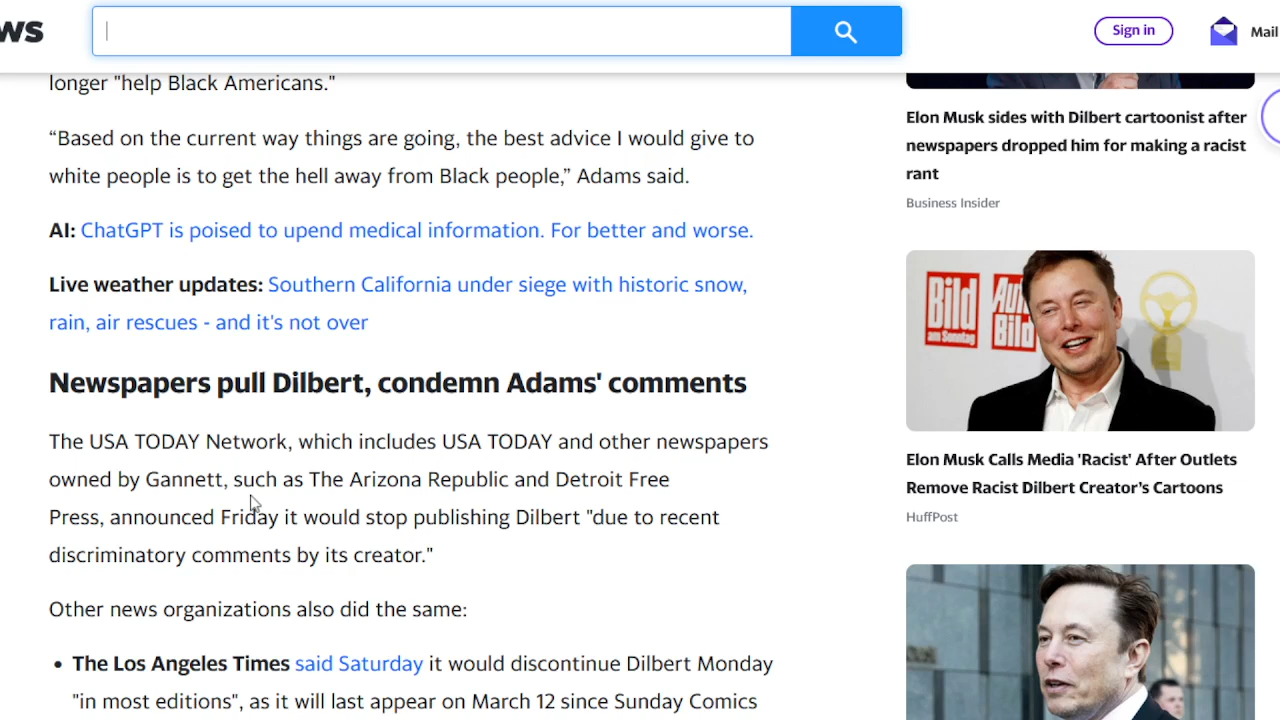 ws
Sign in
Mail
longer "help Black Americans."
“Based on the current way things are going, the best advice I would give to
white people is to get the hell away from Black people,” Adams said.
AI: ChatGPT is poised to upend medical information. For better and worse.
Live weather updates: Southern California under siege with historic snow,
rain, air rescues - and it's not over
Newspapers pull Dilbert, condemn Adams' comments
The USA TODAY Network, which includes USA TODAY and other newspapers
owned by Gannett, such as The Arizona Republic and Detroit Free
Press, announced Friday it would stop publishing Dilbert "due to recent
discriminatory comments by its creator."
Other news organizations also did the same:
• The Los Angeles Times said Saturday it would discontinue Dilbert Monday
"in most editions", as it will last appear on March 12 since Sunday Comics
Elon Musk sides with Dilbert cartoonist after
newspapers dropped him for making a racist
rant
Business Insider
Bild
am Sonntag
Auto
Bild
Elon Musk Calls Media 'Racist' After Outlets
Remove Racist Dilbert Creator’s Cartoons
HuffPost